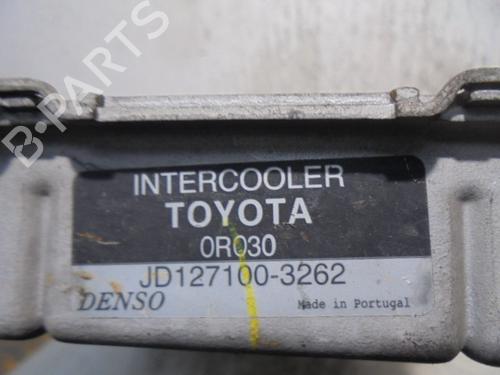 B-PARTS
INTERCOOLER
TOYOTA
0R030
JD127100-3262
DENSO Made in Portugal